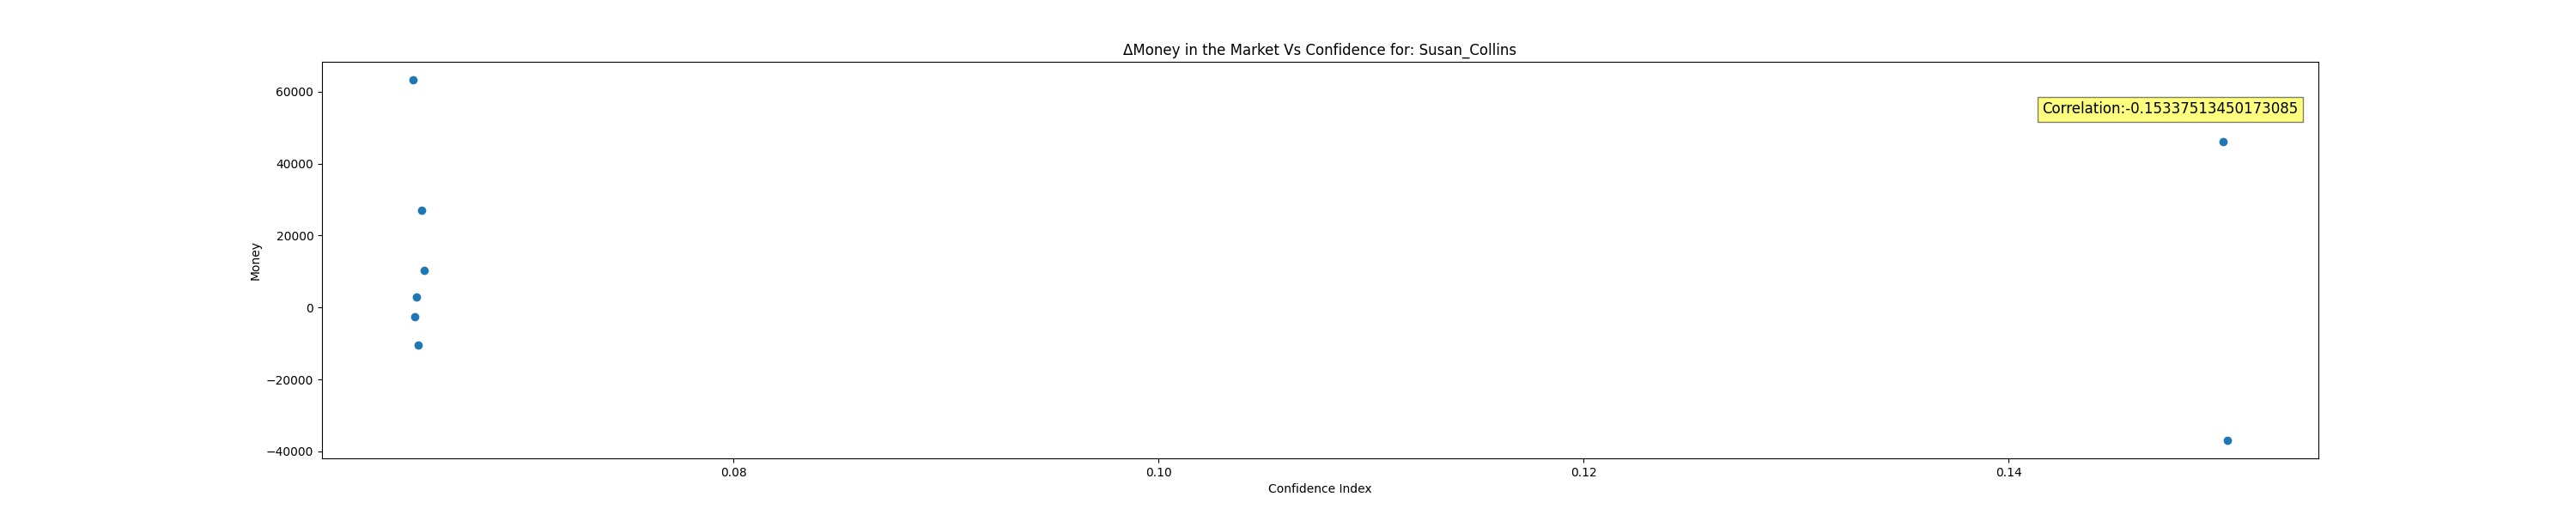 ΔMoney in the Market Vs Confidence for: Susan_Collins
60000
Correlation:-0.15337513450173085
40000
20000
Money
0
−20000
−40000
0.08 0.10 0.12 0.14
Confidence Index